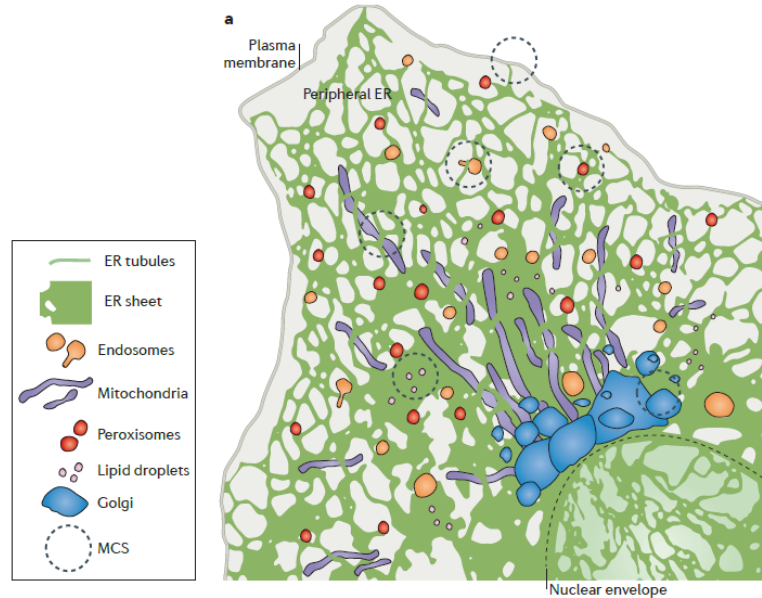 a
Plasma
membrane
Peripheral ER
ER tubules
ER sheet
Endosomes
Mitochondria
Peroxisomes
Lipid droplets
Golgi
MCS
Nuclear envelope